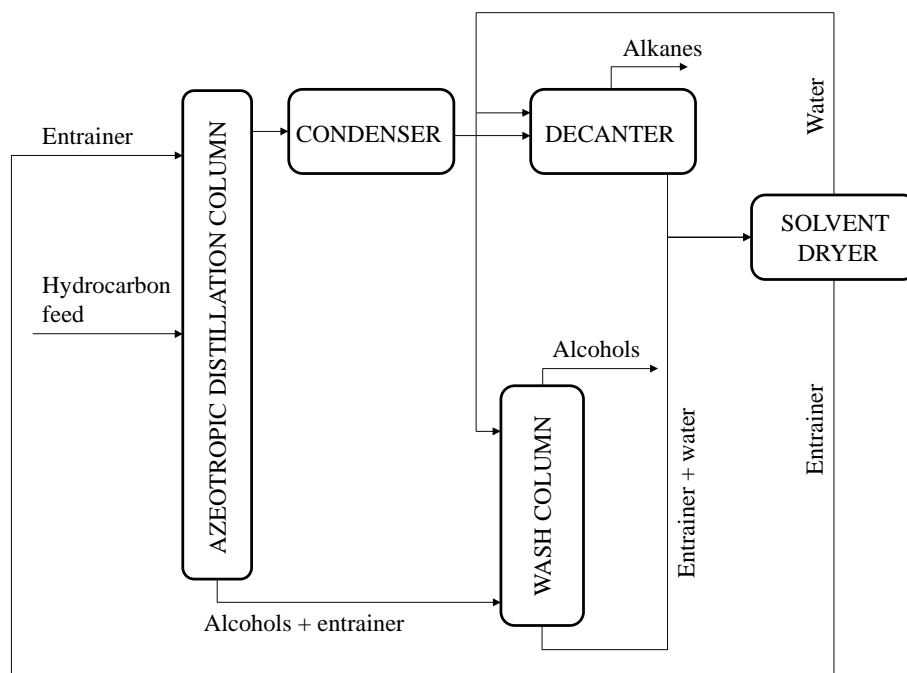 Alkanes
Entrainer
CONDENSER
DECANTER
Water
AZEOTROPIC DISTILLATION COLUMN
SOLVENT
DRYER
Hydrocarbon
feed
Alcohols
WASH COLUMN
Entrainer + water
Entrainer
Alcohols + entrainer